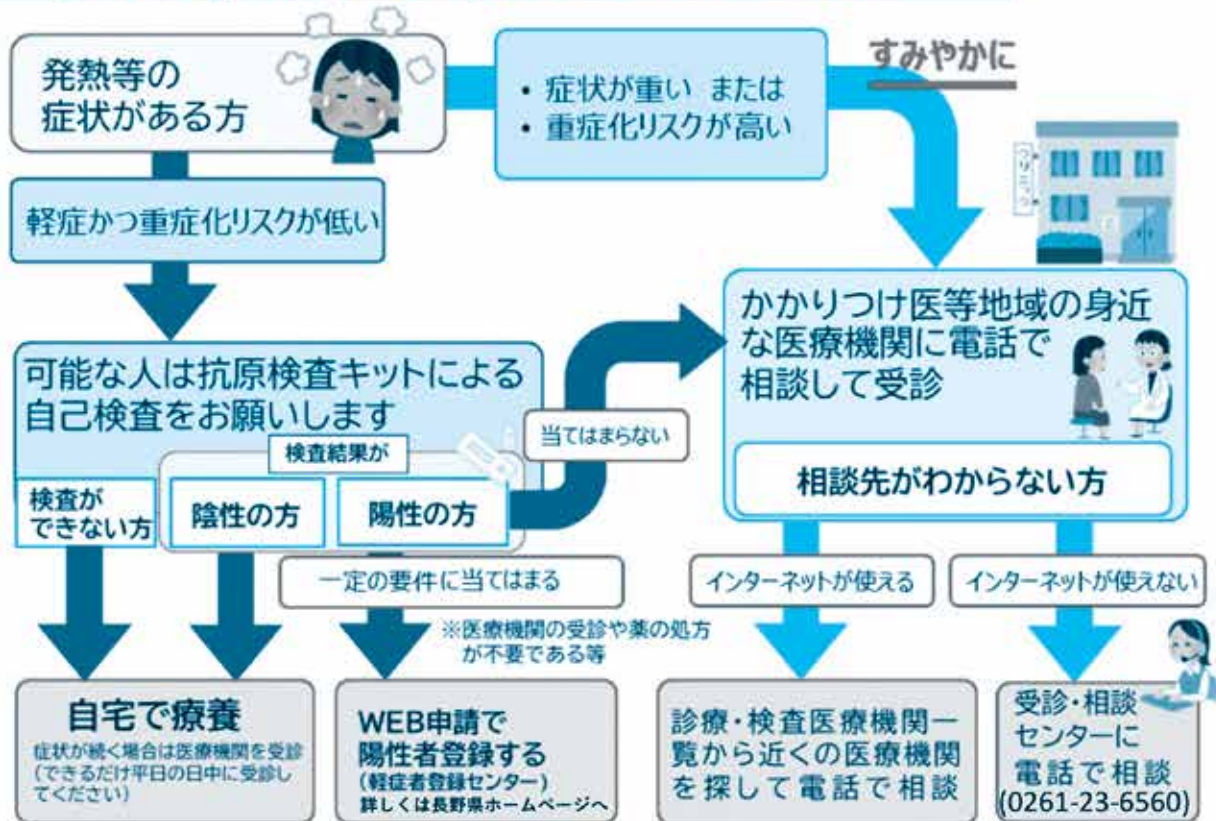 発熱等の
症状がある方
・症状が重い または
・重症化リスクが高い
すみやかに
クリニック
軽症かつ重症化リスクが低い
可能な人は抗原検査キットによる
自己検査をお願いします
検査結果が
検査が
できない方
陰性の方
陽性の方
当てはまらない
かかりつけ医等地域の身近
な医療機関に電話で
相談して受診
相談先がわからない方
一定の要件に当てはまる
※医療機関の受診や薬の処方
が不要である等
インターネットが使える
インターネットが使えない
自宅で療養
症状が続く場合は医療機関を受診
(できるだけ平日の日中に受診し
てください)
WEB申請で
陽性者登録する
(軽症者登録センター)
詳しくは長野県ホームページへ
診療・検査医療機関一
覧から近くの医療機関
を探して電話で相談
受診・相談
センターに
電話で相談
(0261-23-6560)